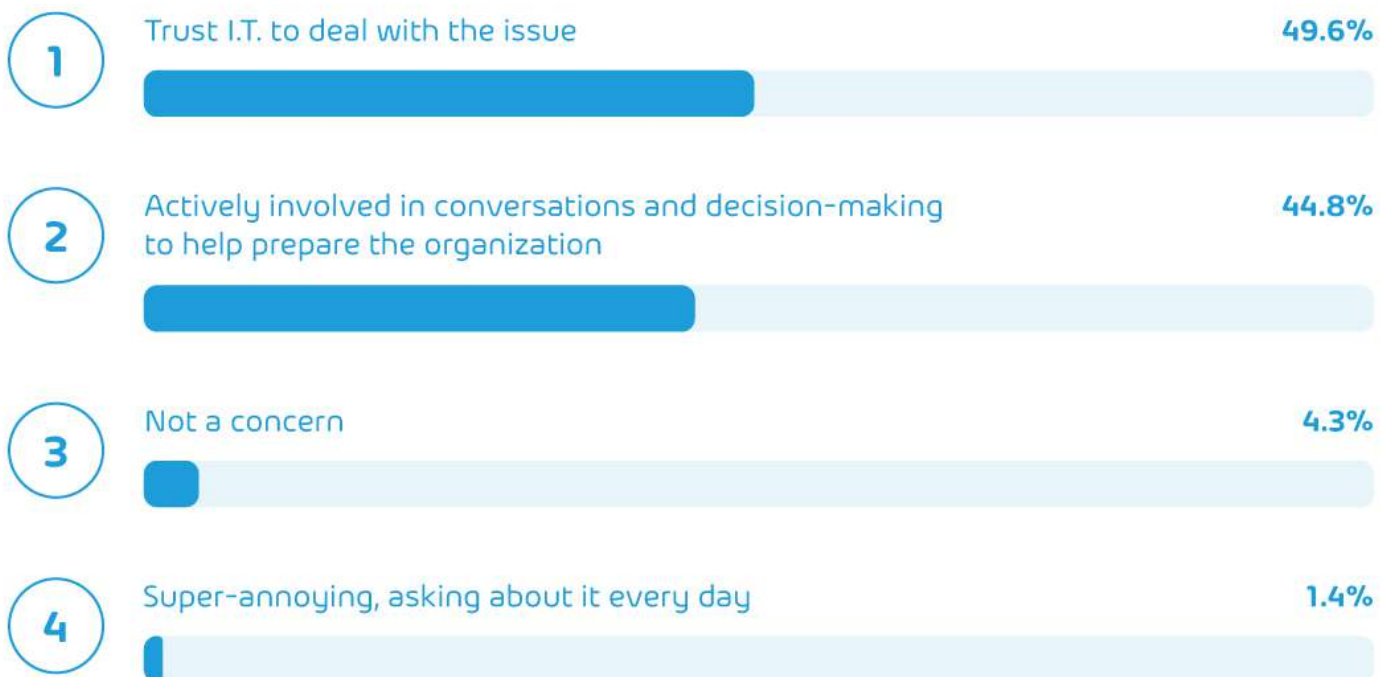 1
Trust I.T. to deal with the issue
49.6%
2
Actively involved in conversations and decision-making
44.8%
to help prepare the organization
3
Not a concern
4.3%
4
Super-annoying, asking about it every day
1.4%